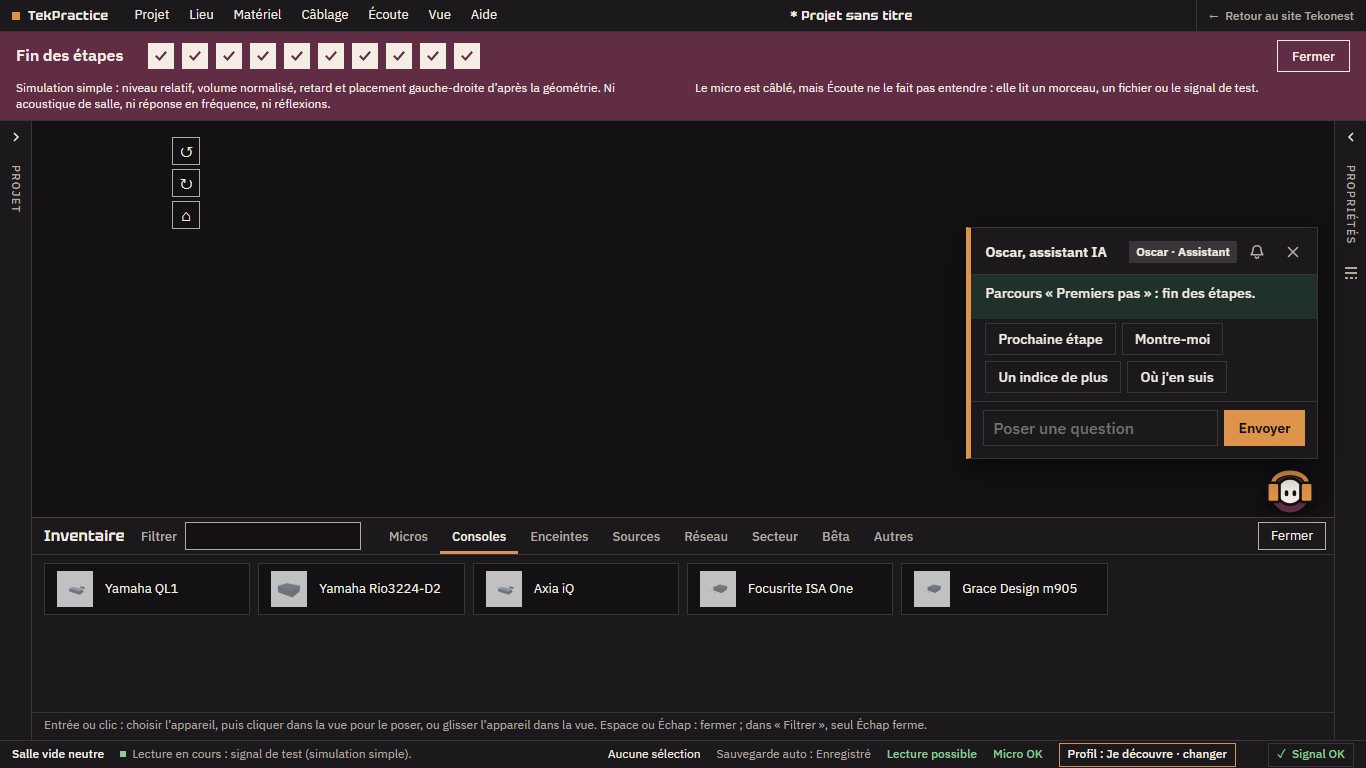 TekPractice Projet Lieu Matériel Câblage Écoute Vue Aide * Projet sans titre ← Retour au site Tekonest
Fin des étapes Fermer
Simulation simple : niveau relatif, volume normalisé, retard et placement gauche-droite d'après la géométrie. Ni
acoustique de salle, ni réponse en fréquence, ni réflexions.
Le micro est câblé, mais Écoute ne le fait pas entendre : elle lit un morceau, un fichier ou le signal de test.
PROJET
PROPRIÉTÉS
Oscar, assistant IA Oscar · Assistant
Parcours « Premiers pas » : fin des étapes.
Prochaine étape Montre-moi
Un indice de plus Où j'en suis
Poser une question Envoyer
Inventaire Filtrer Micros Consoles Enceintes Sources Réseau Secteur Bêta Autres Fermer
Yamaha QL1 Yamaha Rio3224-D2 Axia iQ Focusrite ISA One Grace Design m905
Entrée ou clic : choisir l'appareil, puis cliquer dans la vue pour le poser, ou glisser l'appareil dans la vue. Espace ou Échap : fermer ; dans « Filtrer », seul Échap ferme.
Salle vide neutre Lecture en cours : signal de test (simulation simple). Aucune sélection Sauvegarde auto : Enregistré Lecture possible Micro OK Profil : Je découvre · changer ✓ Signal OK